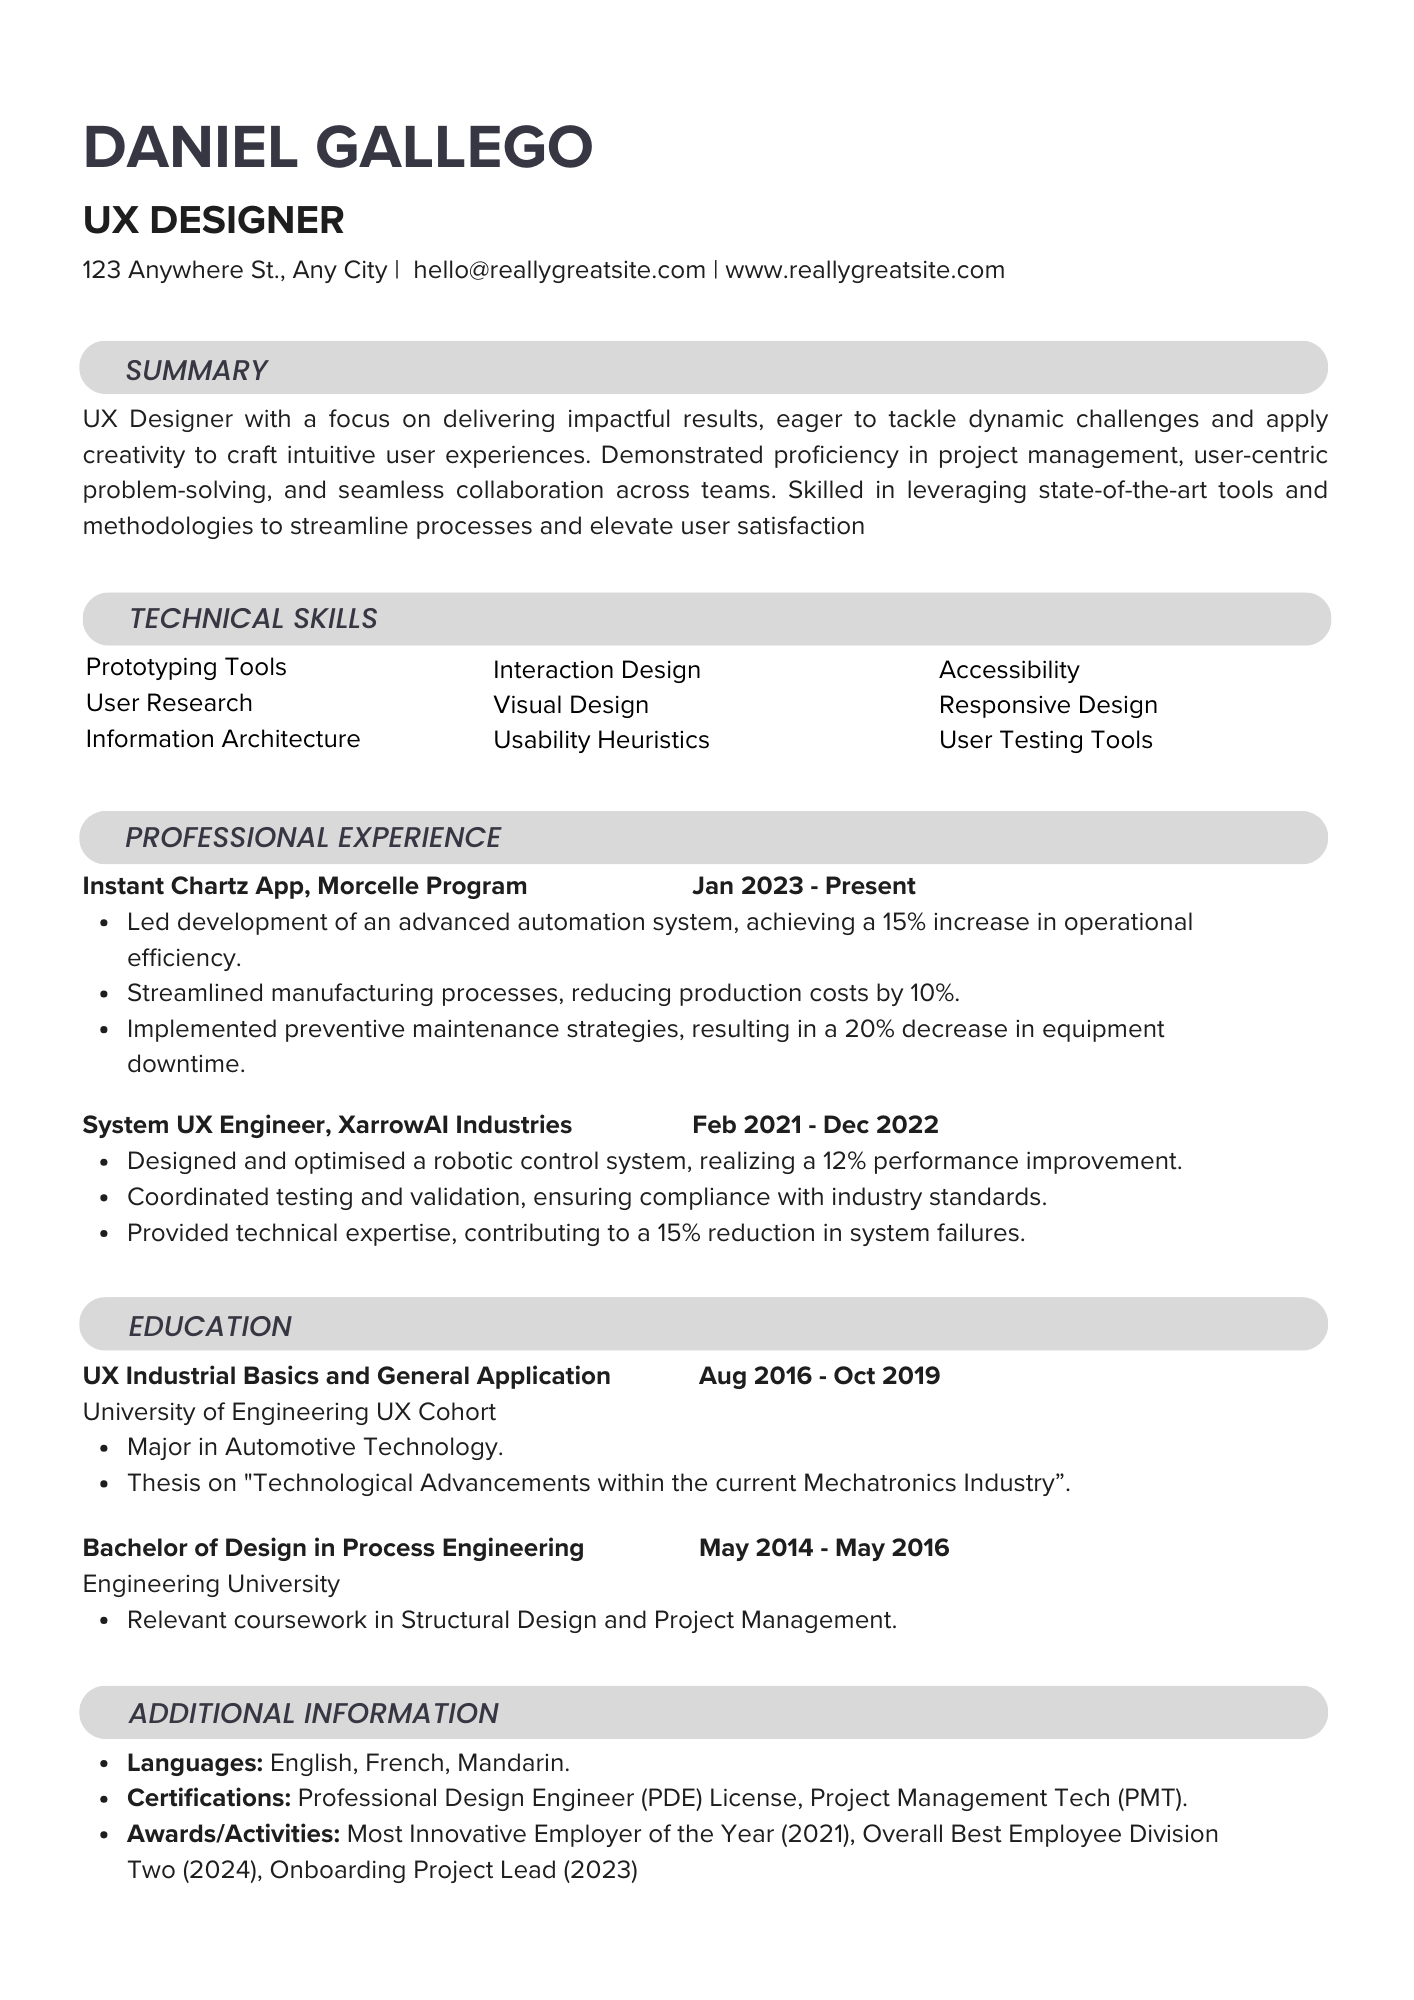 DANIEL GALLEGO
UX DESIGNER
123 Anywhere St., Any City | hello@reallygreatsite.com | www.reallygreatsite.com
SUMMARY
UX Designer with a focus on delivering impactful results, eager to tackle dynamic challenges and apply
creativity to craft intuitive user experiences. Demonstrated proficiency in project management, user-centric
problem-solving, and seamless collaboration across teams. Skilled in leveraging state-of-the-art tools and
methodologies to streamline processes and elevate user satisfaction
TECHNICAL SKILLS
Prototyping Tools
User Research
Information Architecture
Interaction Design
Visual Design
Usability Heuristics
Accessibility
Responsive Design
User Testing Tools
PROFESSIONAL EXPERIENCE
Instant Chartz App, Morcelle Program Jan 2023 - Present
• Led development of an advanced automation system, achieving a 15% increase in operational
efficiency.
• Streamlined manufacturing processes, reducing production costs by 10%.
• Implemented preventive maintenance strategies, resulting in a 20% decrease in equipment
downtime.
System UX Engineer, XarrowAI Industries Feb 2021 - Dec 2022
• Designed and optimised a robotic control system, realizing a 12% performance improvement.
• Coordinated testing and validation, ensuring compliance with industry standards.
• Provided technical expertise, contributing to a 15% reduction in system failures.
EDUCATION
UX Industrial Basics and General Application Aug 2016 - Oct 2019
University of Engineering UX Cohort
• Major in Automotive Technology.
• Thesis on "Technological Advancements within the current Mechatronics Industry”.
Bachelor of Design in Process Engineering May 2014 - May 2016
Engineering University
• Relevant coursework in Structural Design and Project Management.
ADDITIONAL INFORMATION
• Languages: English, French, Mandarin.
• Certifications: Professional Design Engineer (PDE) License, Project Management Tech (PMT).
• Awards/Activities: Most Innovative Employer of the Year (2021), Overall Best Employee Division
Two (2024), Onboarding Project Lead (2023)